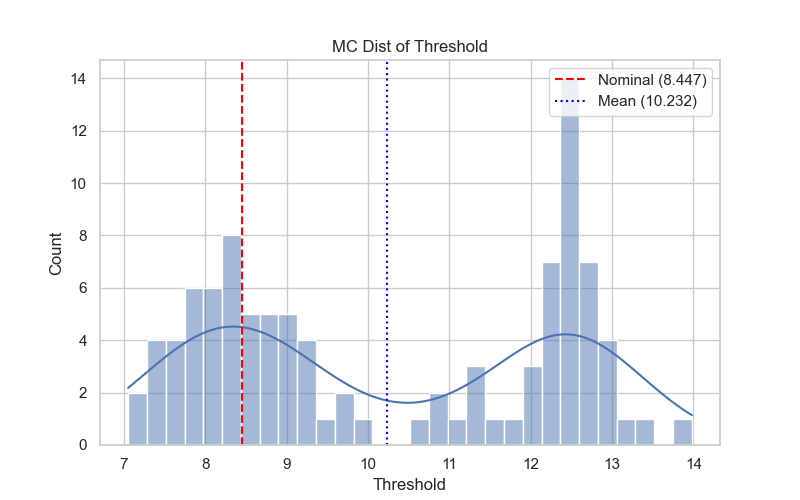 MC Dist of Threshold
Nominal (8.447)
Mean (10.232)
Count
14
12
10
8
6
4
2
0
7 8 9 10 11 12 13 14
Threshold